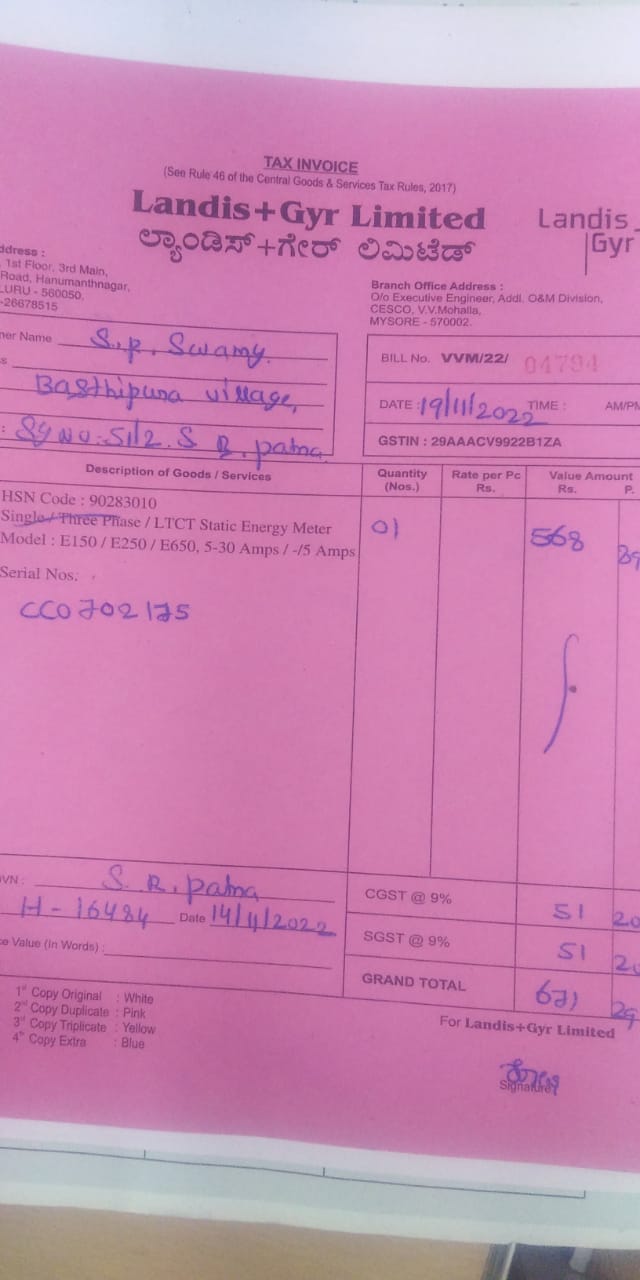 TAX INVOICE
(See Rule 46 of the Central Goods & Services Tax Rules, 2017)
Landis+Gyr Limited
ಲ್ಯಾಂಡಿಸ್+ಗೇರ್ ಲಿಮಿಟೆಡ್
Landis
Gyr
ddress :
, 1st Floor, 3rd Main,
Road, Hanumanthnagar,
LURU - 560050.
-26678515
Branch Office Address :
O/o Executive Engineer, Addl. O&M Division,
CESCO, V.V.Mohalla,
MYSORE - 570002.
ner Name S.P. Swamy
s Basthipura village,
: Sy No: 51/2. S R. patna
BILL No. VVM/22/ 04794
DATE : 19/11/2022 TIME : AM/PM
GSTIN : 29AAACV9922B1ZA
Description of Goods / Services
Quantity (Nos.)
Rate per Pc Rs.
Value Amount Rs. P.
HSN Code : 90283010
Single / Three Phase / LTCT Static Energy Meter
Model : E150 / E250 / E650, 5-30 Amps / -/5 Amps
01
568 89
Serial Nos.
CC0702175
OVN : S. R. patna
H - 16484 Date 14/11/2022
e Value (In Words) :
CGST @ 9% 51 20
SGST @ 9% 51 20
GRAND TOTAL 671 29
1st Copy Original : White
2nd Copy Duplicate : Pink
3rd Copy Triplicate : Yellow
4th Copy Extra : Blue
For Landis+Gyr Limited
Signature